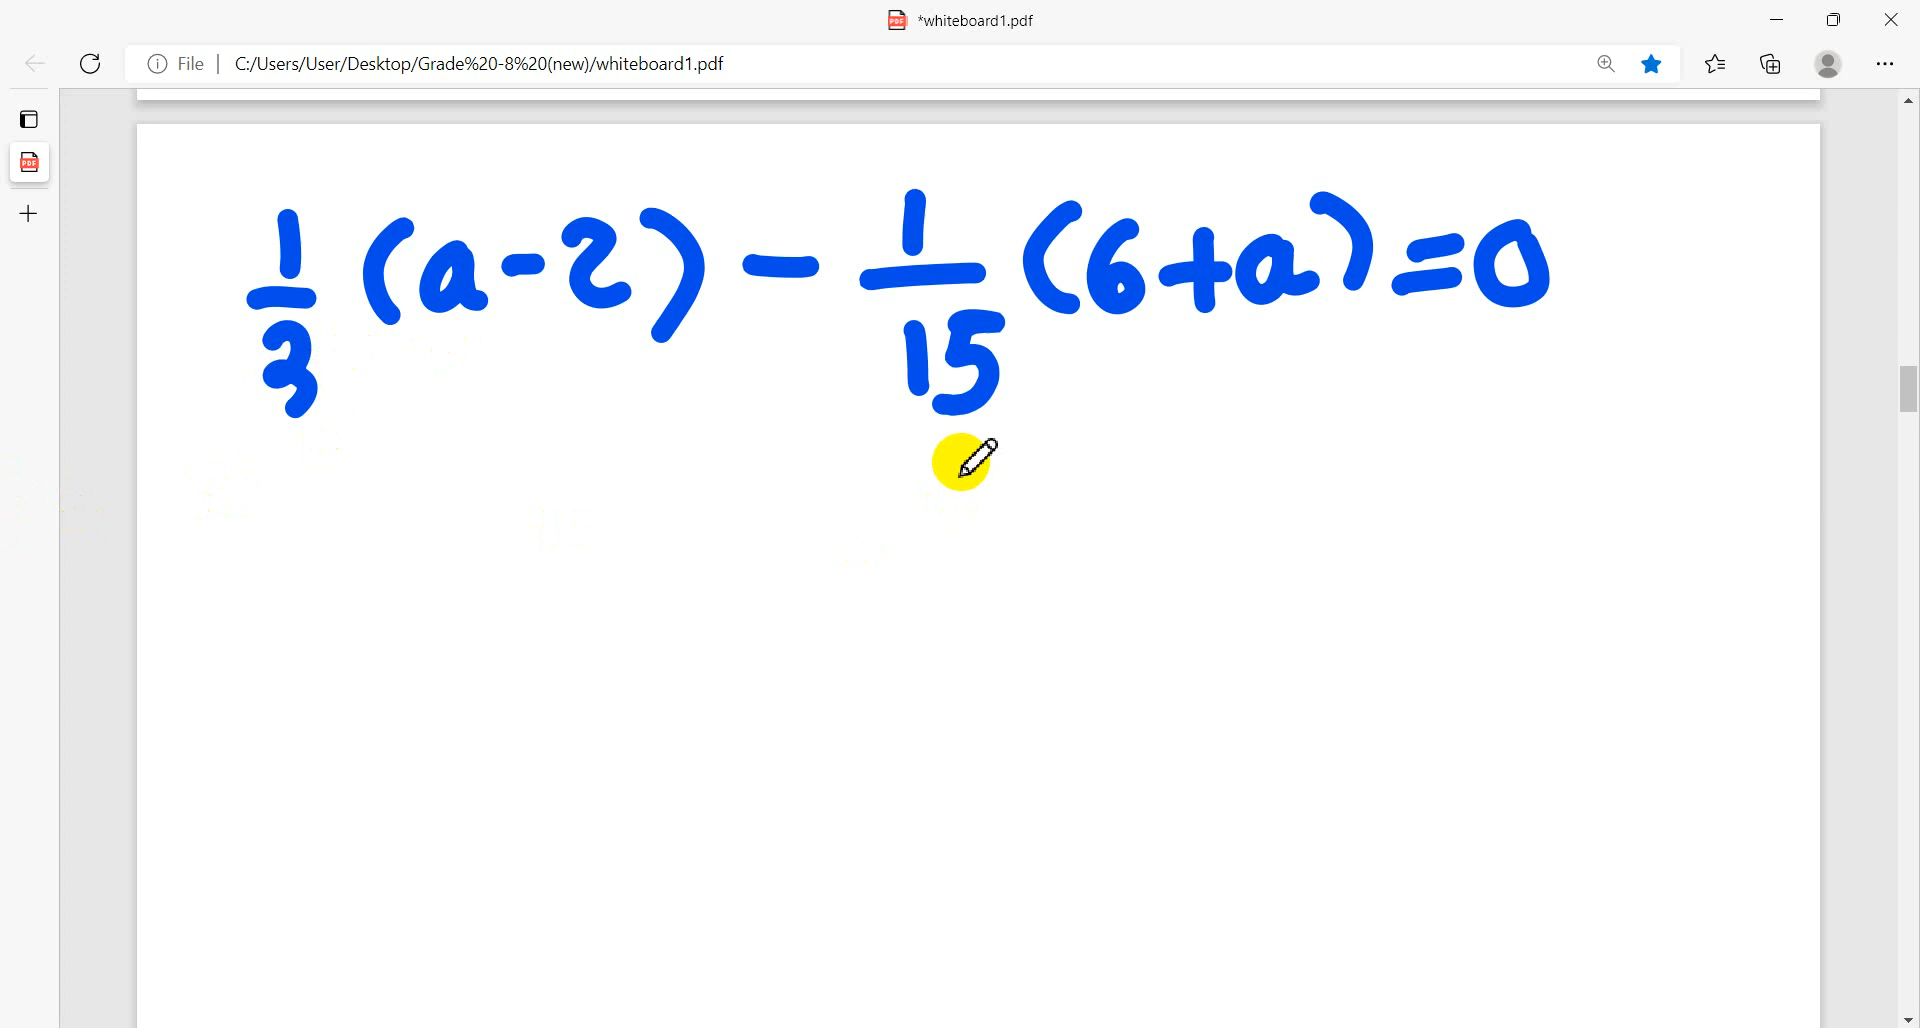 *whiteboard1.pdf
File | C:/Users/User/Desktop/Grade%20-8%20(new)/whiteboard1.pdf
1/3 (a-2) - 1/15 (6+a) = 0